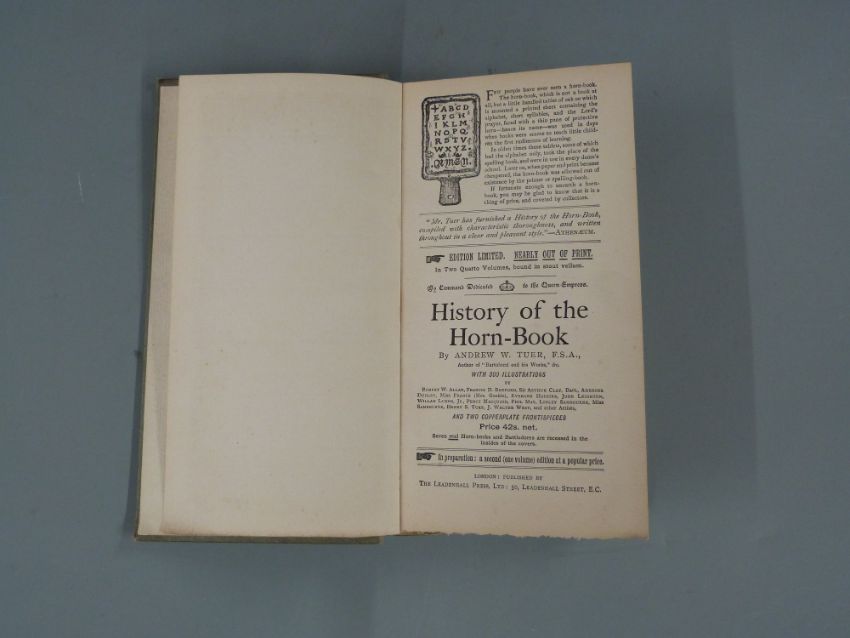 +ABCD
EFGH
IKLM
NOPQ
RSTV
WXYZ
FEW people have ever seen a horn-book.
The horn-book, which is not a book at
all, but a little handled tablet of oak on which
is mounted a printed sheet containing the
alphabet, short syllables, and the Lord's
prayer, faced with a thin pane of protective
horn—hence its name—was used in days
when books were scarce to teach little child-
ren the first rudiments of learning.
In olden times these tablets, some of which
had the alphabet only, took the place of the
spelling book, and were in use in every dame's
school. Later on, when paper and print became
cheapened, the horn-book was allowed out of
existence by the primer or spelling-book.
If fortunate enough to unearth a horn-
book, you may be glad to know that it is a
thing of price, and coveted by collectors.
"Mr. Tuer has furnished a History of the Horn-Book,
compiled with characteristic thoroughness, and written
throughout in a clear and pleasant style."—ATHENÆUM.
EDITION LIMITED. NEARLY OUT OF PRINT.
In Two Quarto Volumes, bound in stout vellum.
By Command Dedicated to the Queen-Empress.
History of the
Horn-Book
By ANDREW W. TUER, F.S.A.,
Author of "Bartolozzi and his Works," &c.
WITH 300 ILLUSTRATIONS
BY
and other Artists,
AND TWO COPPERPLATE FRONTISPIECES
Price 42s. net.
Seven real Horn-books and Battledores are recessed in the
insides of the covers.
In preparation: a second (one volume) edition at a popular price.
LONDON: PUBLISHED BY
THE LEADENHALL PRESS, LTD: 50, LEADENHALL STREET, E.C.